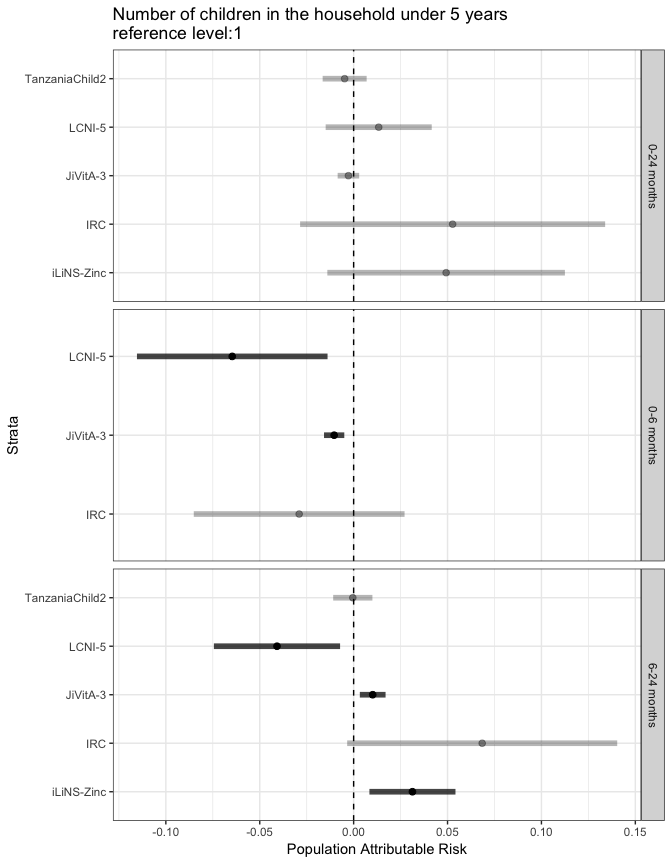 Number of children in the household under 5 years
reference level:1
TanzaniaChild2
LCNI-5
JiVitA-3
IRC
iLiNS-Zinc
0-24 months
LCNI-5
JiVitA-3
IRC
0-6 months
TanzaniaChild2
LCNI-5
JiVitA-3
IRC
iLiNS-Zinc
6-24 months
Strata
-0.10 -0.05 0.00 0.05 0.10 0.15
Population Attributable Risk